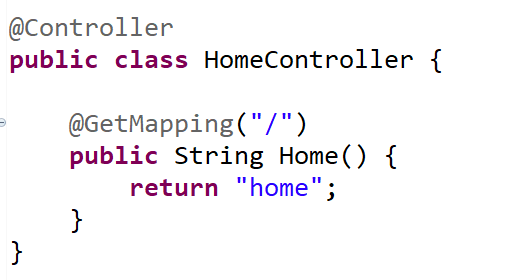 @Controller
public class HomeController {
@GetMapping("/")
public String Home() {
return "home";
}
}